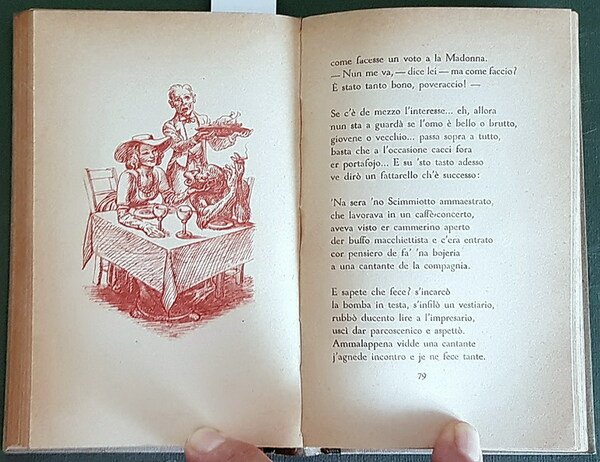 come facesse un voto a la Madonna.
— Nun me va, — dice lei — ma come faccio?
È stato tanto bono, poveraccio! —
Se c'è de mezzo l'interesse... eh, allora
nun sta a guardà se l'omo è bello o brutto,
giovene o vecchio... passa sopra a tutto,
basta che a l'occasione cacci fora
er portafojo... E su 'sto tasto adesso
ve dirò un fattarello ch'è successo:
'Na sera 'no Scimmiotto ammaestrato,
che lavorava in un caffè-concerto,
aveva visto er cammerino aperto
der buffo macchiettista e c'era entrato
cor pensiero de fa' 'na bojeria
a una cantante de la compagnia.
E sapete che fece? s'incarcò
la bomba in testa, s'infilò un vestiario,
rubbò ducento lire a l'impresario,
uscì dar parcoscenico e aspettò.
Ammalappena vidde una cantante
j'agnede incontro e je ne fece tante.
79